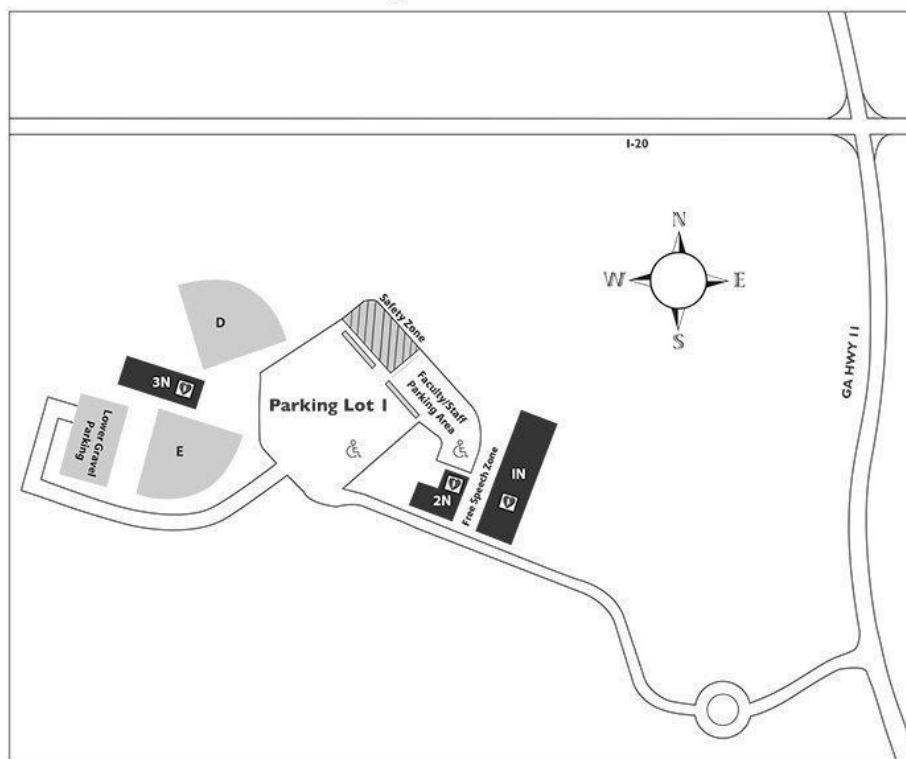 I-20
N
W
E
S
GA HWY 11
D
Safety Zone
3N
Faculty/Staff
Parking Area
Parking Lot 1
Lower Gravel
Parking
E
1N
2N
Free Speech Zone